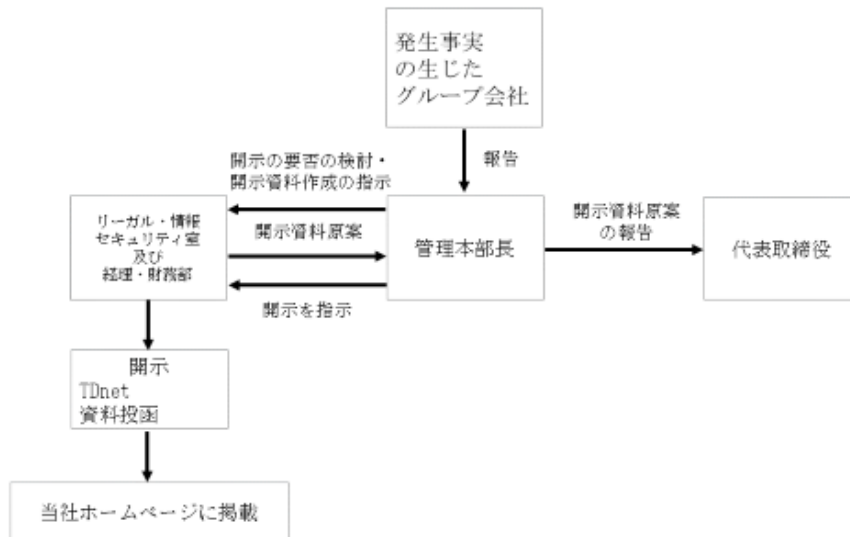 発生事実
の生じた
グループ会社
報告
開示の要否の検討・
開示資料作成の指示
リーガル・情報
セキュリティ室
及び
経理・財務部
開示資料原案
開示を指示
管理本部長
開示資料原案
の報告
代表取締役
開示
TDnet
資料投函
当社ホームページに掲載